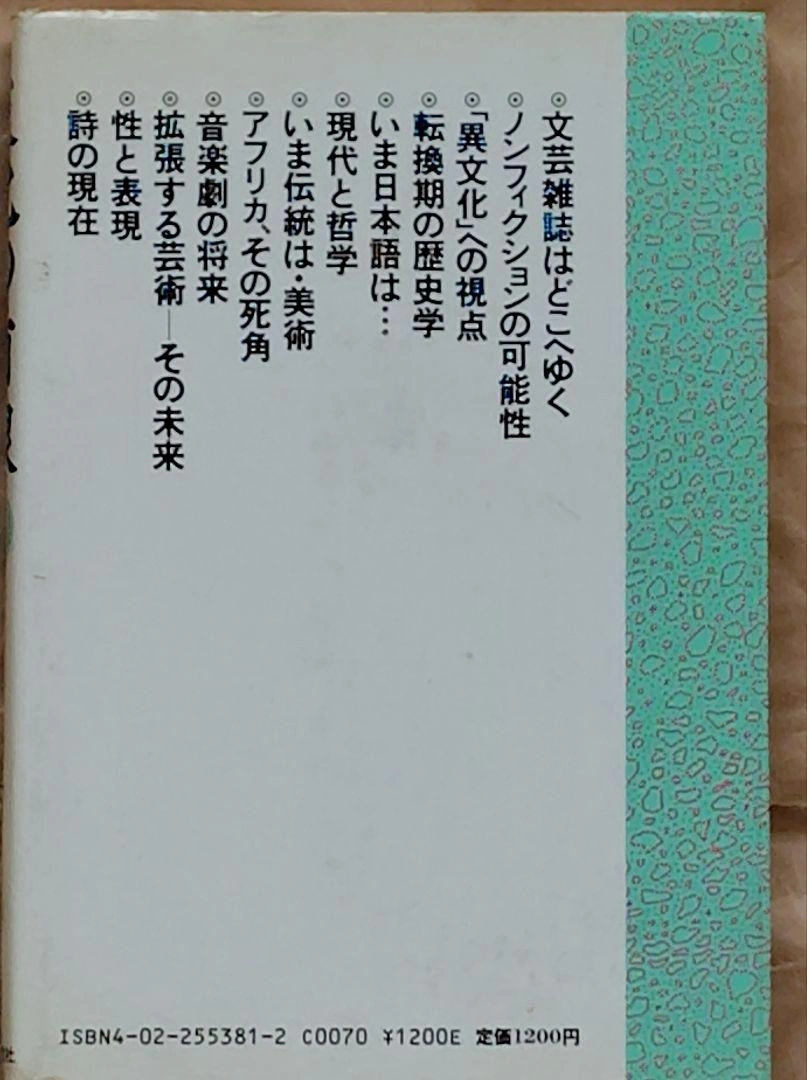 ◉文芸雑誌はどこへゆく
◉ノンフィクションの可能性
◉「異文化」への視点
◉転換期の歴史学
◉いま日本語は…
◉現代と哲学
◉いま伝統は・美術
◉アフリカ、その死角
◉音楽劇の将来
◉拡張する芸術―その未来
◉性と表現
◉詩の現在
ISBN4-02-255381-2 C0070 ¥1200E 定価1200円